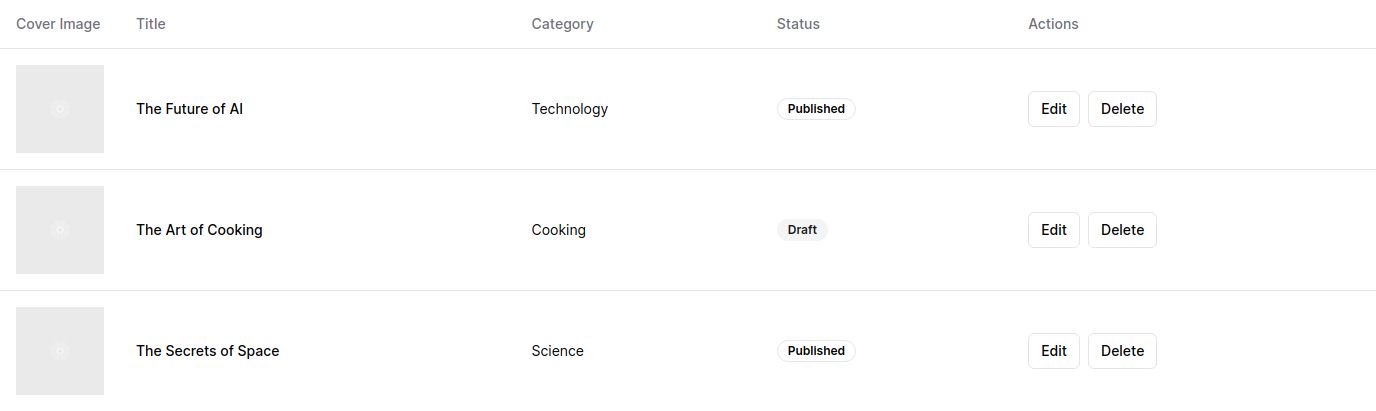 Cover Image Title Category Status Actions
The Future of AI Technology Published Edit Delete
The Art of Cooking Cooking Draft Edit Delete
The Secrets of Space Science Published Edit Delete